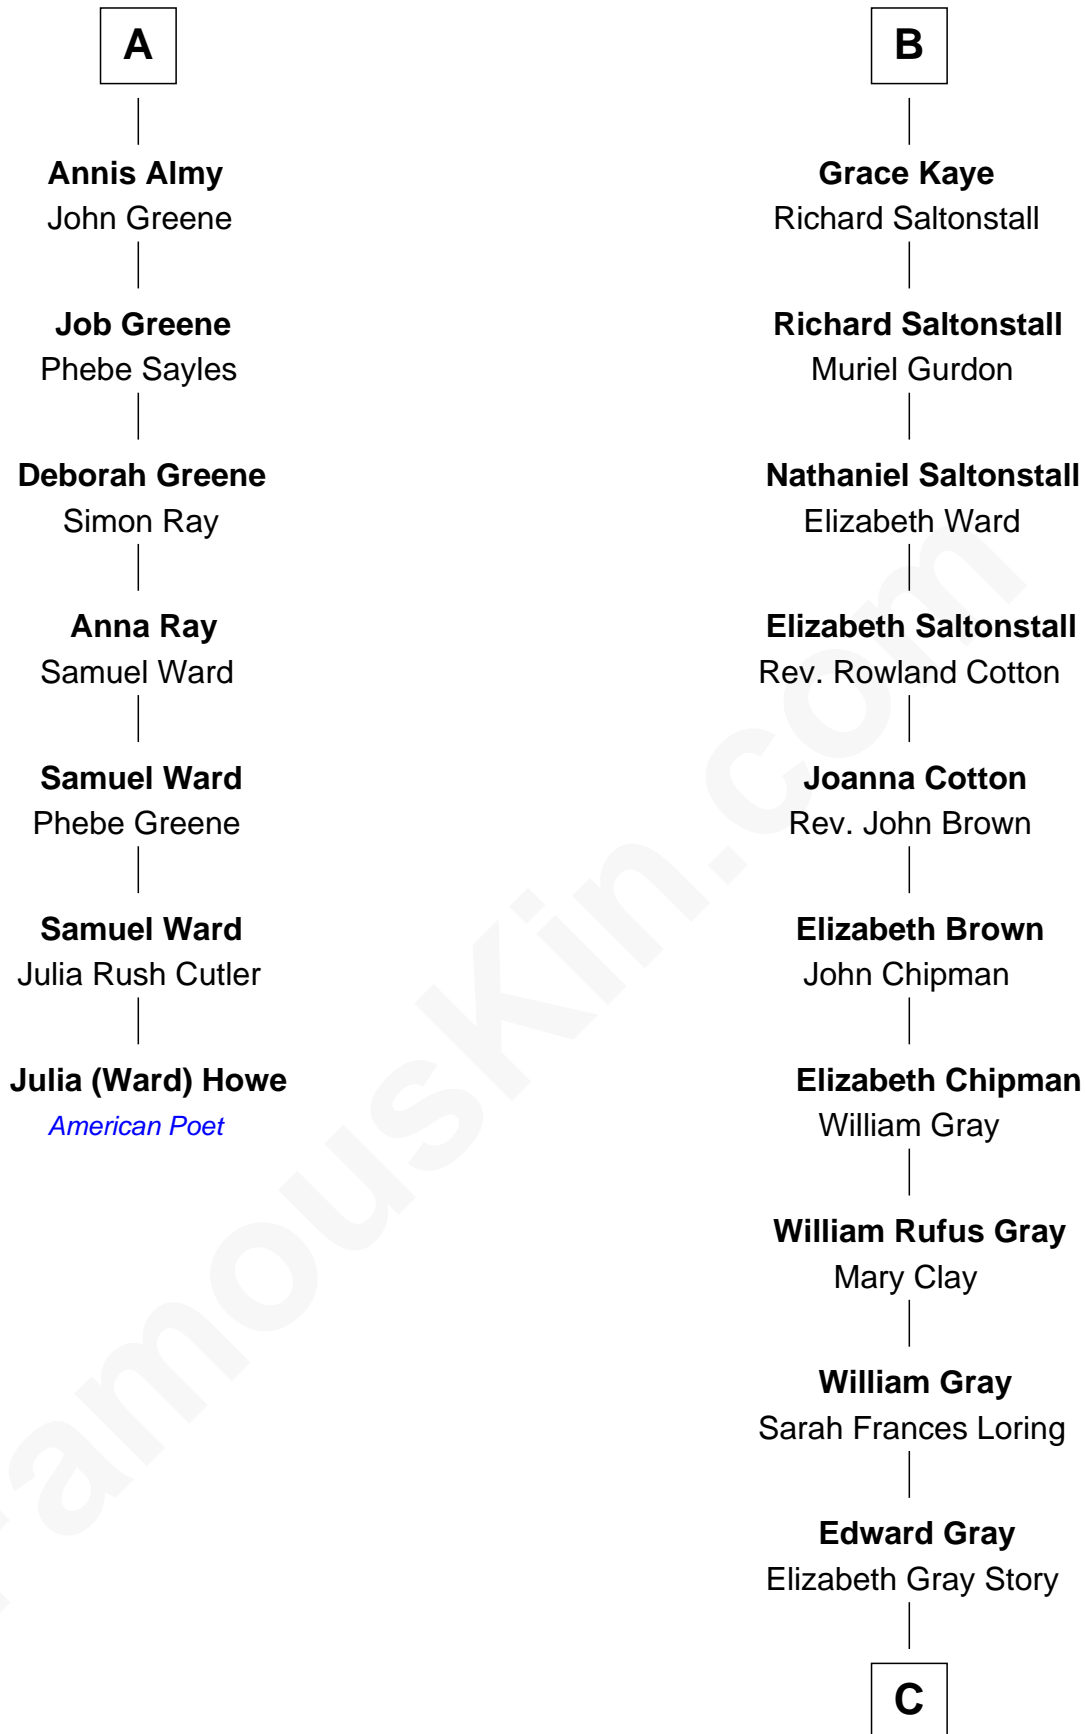 A
Annis Almy
John Greene
Job Greene
Phebe Sayles
Deborah Greene
Simon Ray
Anna Ray
Samuel Ward
Samuel Ward
Phebe Greene
Samuel Ward
Julia Rush Cutler
Julia (Ward) Howe
American Poet
B
Grace Kaye
Richard Saltonstall
Richard Saltonstall
Muriel Gurdon
Nathaniel Saltonstall
Elizabeth Ward
Elizabeth Saltonstall
Rev. Rowland Cotton
Joanna Cotton
Rev. John Brown
Elizabeth Brown
John Chipman
Elizabeth Chipman
William Gray
William Rufus Gray
Mary Clay
William Gray
Sarah Frances Loring
Edward Gray
Elizabeth Gray Story
C
FamousKin.com